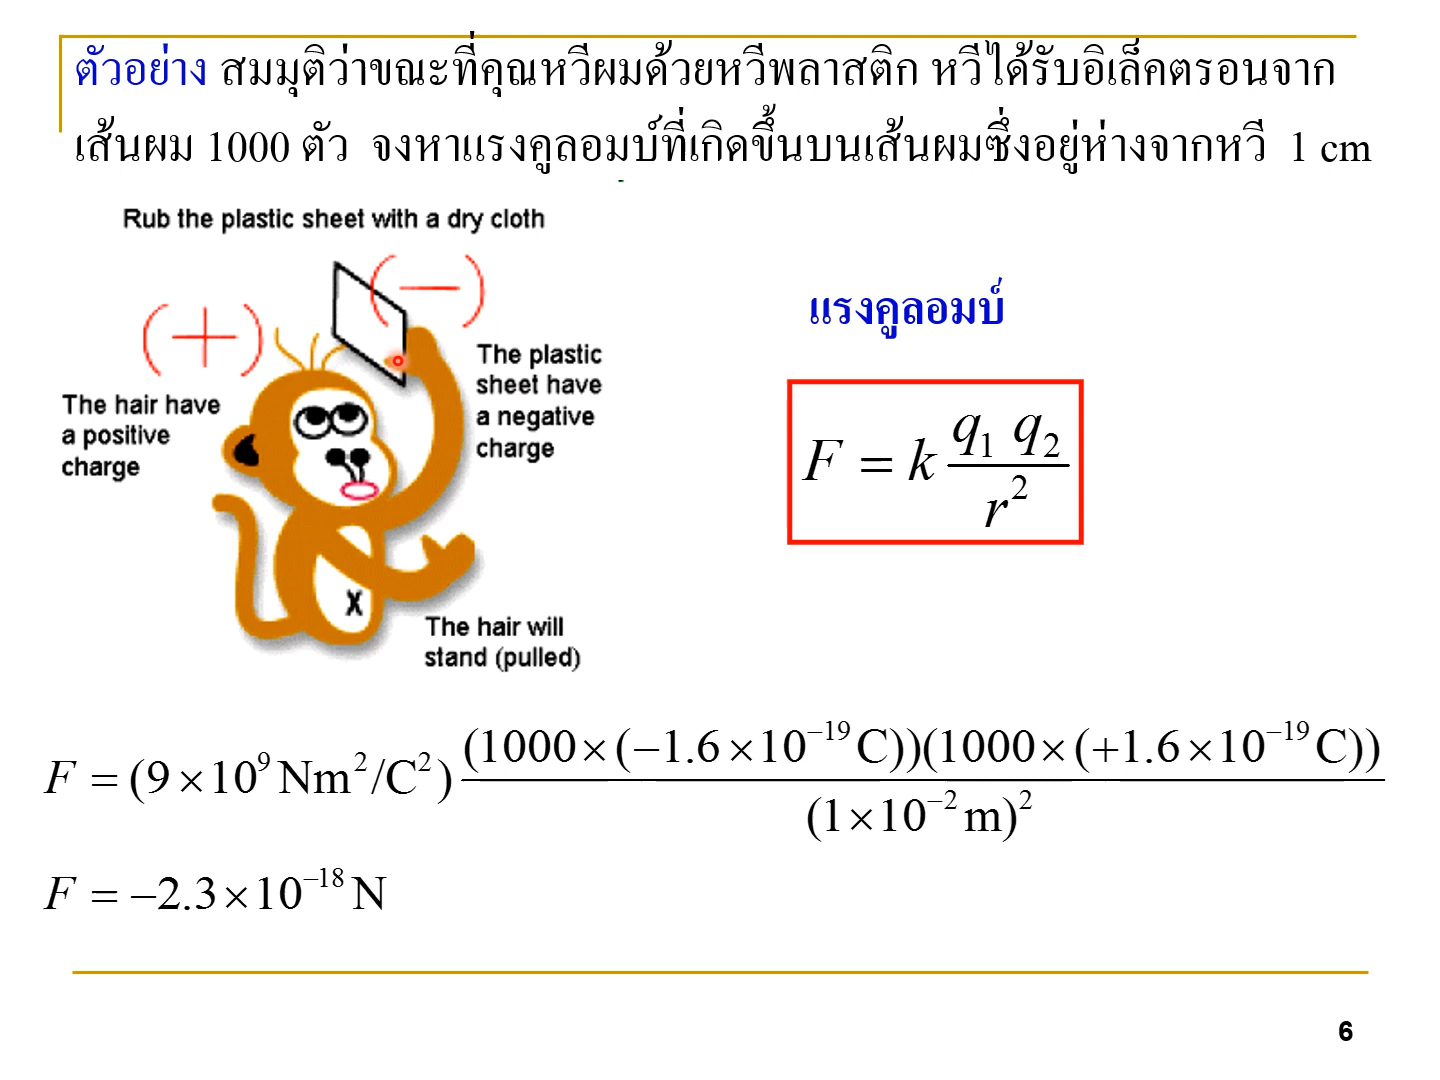 ตัวอย่าง สมมุติว่าขณะที่คุณหวีผมด้วยหวีพลาสติก หวีได้รับอิเล็คตรอนจาก
เส้นผม 1000 ตัว จงหาแรงคูลอมบ์ที่เกิดขึ้นบนเส้นผมซึ่งอยู่ห่างจากหวี 1 cm
Rub the plastic sheet with a dry cloth
(+)
(−)
The hair have
a positive
charge
The plastic
sheet have
a negative
charge
X
The hair will
stand (pulled)
แรงคูลอมบ์
F = k q₁ q₂ / r²
F = (9×10⁹ Nm²/C²) (1000×(−1.6×10⁻¹⁹C))(1000×(+1.6×10⁻¹⁹C)) / (1×10⁻²m)²
F = −2.3×10⁻¹⁸ N
6